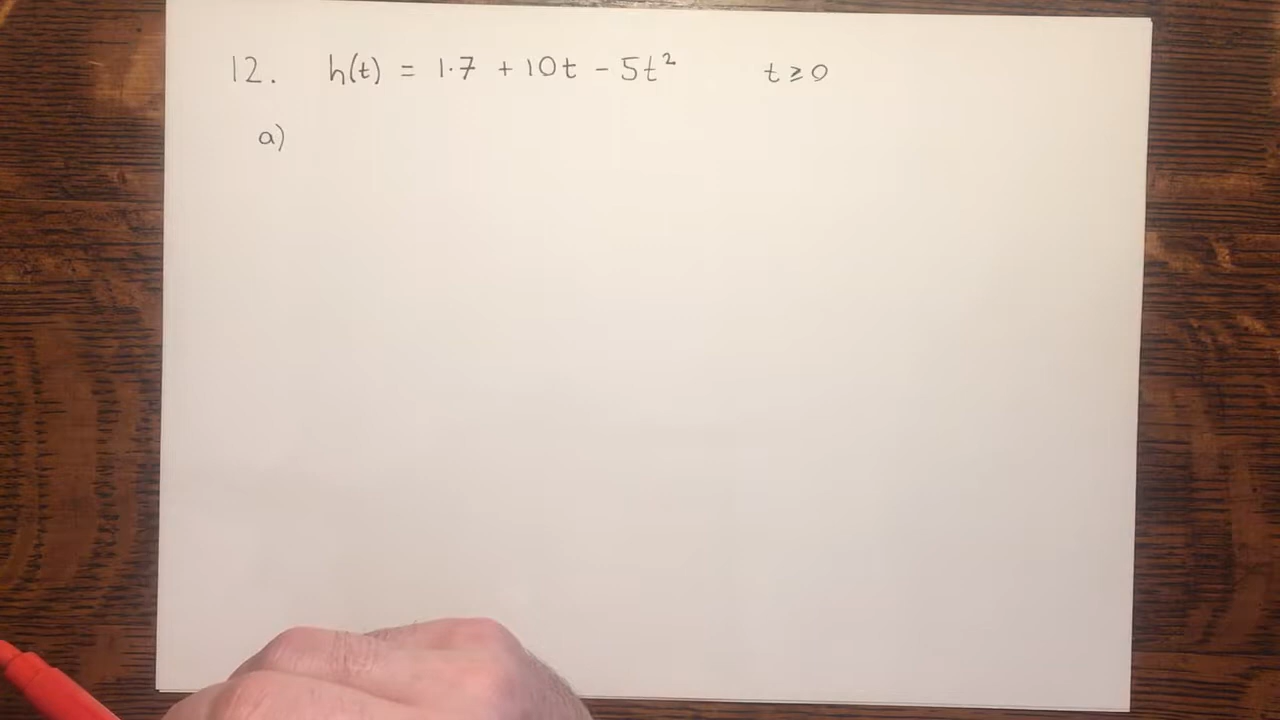 12. h(t) = 1·7 + 10t - 5t² t ≥ 0
a)